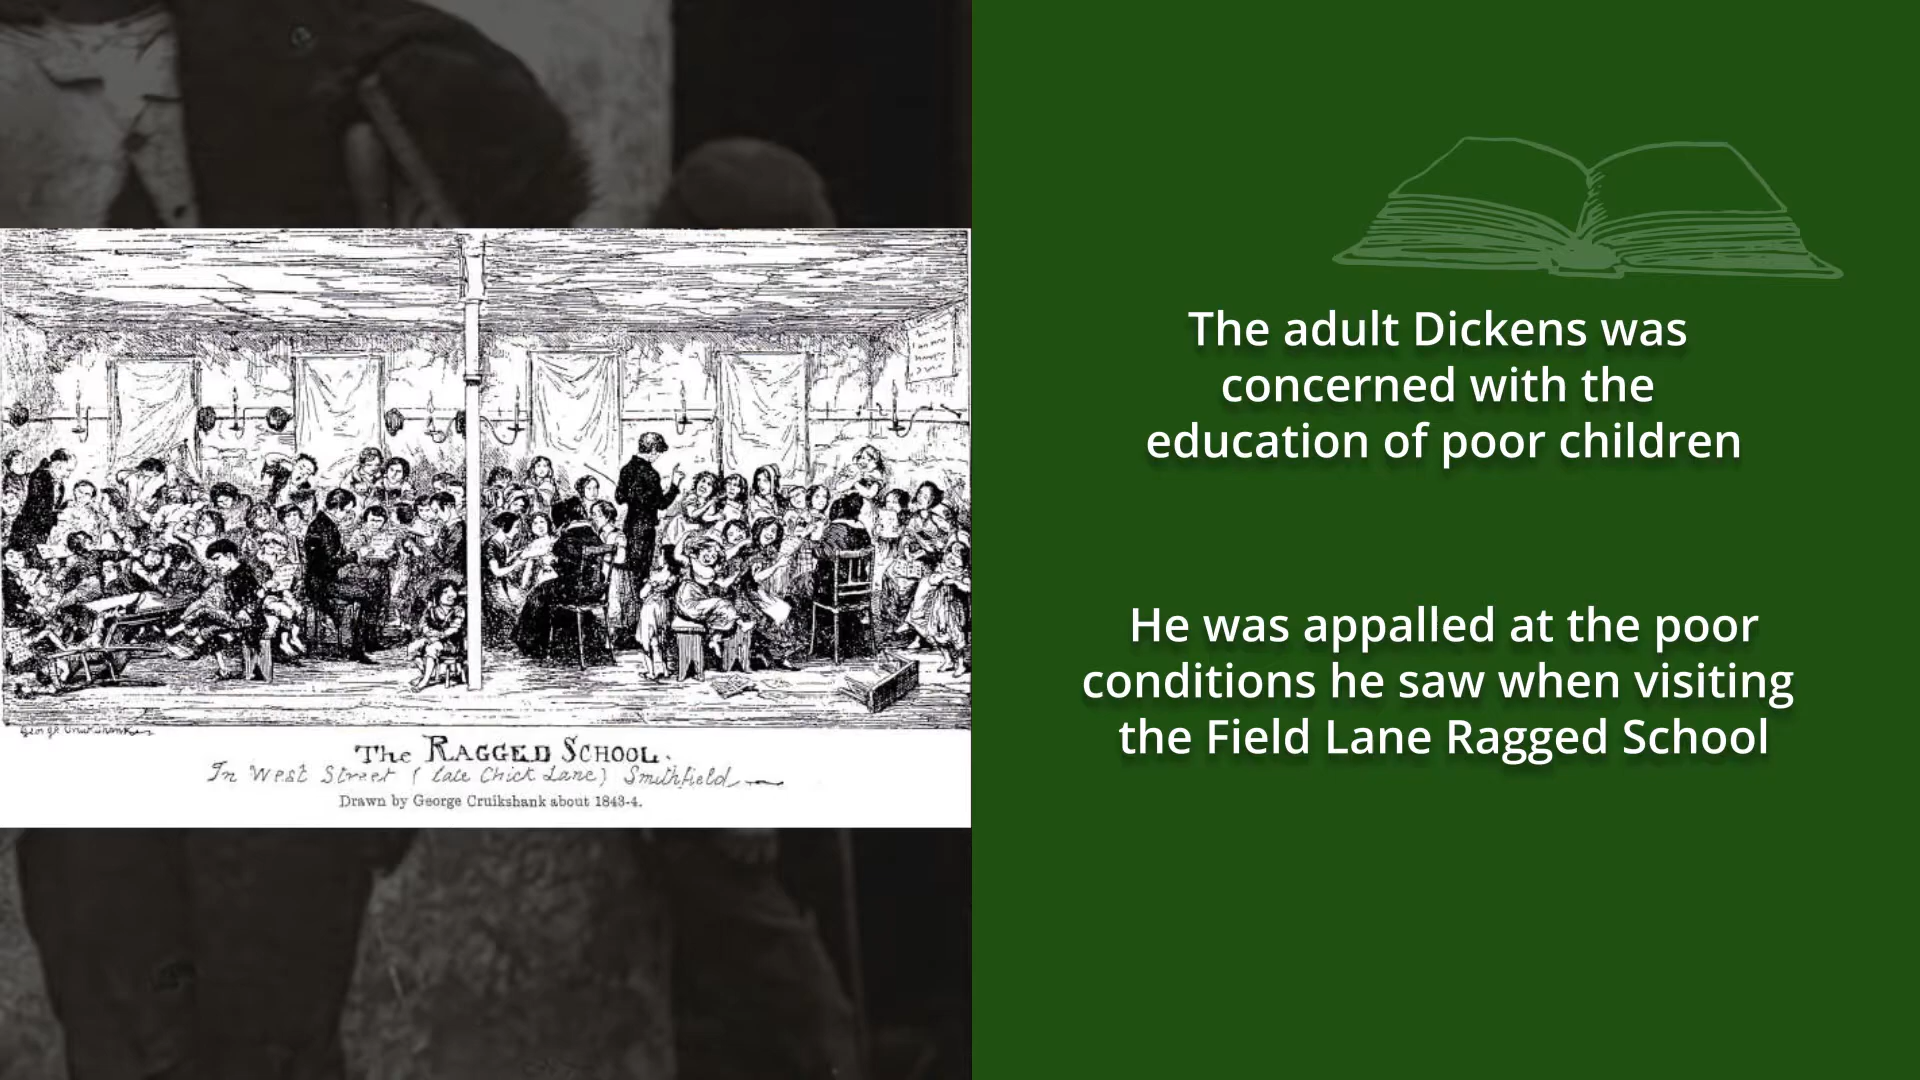 The Ragged School.
In West Street (late Chick Lane) Smithfield
Drawn by George Cruikshank about 1843-4.
George Cruikshank
The adult Dickens was
concerned with the
education of poor children
He was appalled at the poor
conditions he saw when visiting
the Field Lane Ragged School